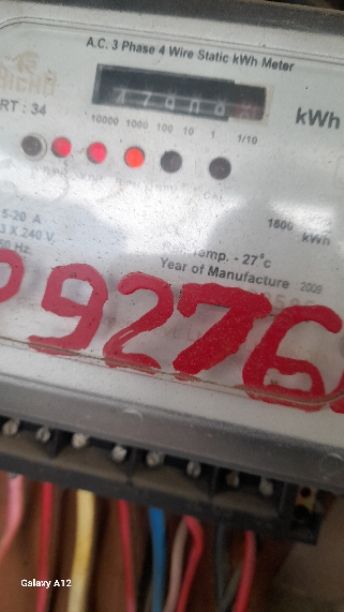 A.C. 3 Phase 4 Wire Static kWh Meter
kWh
RT : 34
10000 1000 100 10 1 1/10
5-20 A
3 X 240 V
50 Hz
1600
kWh
Temp. - 27°c
Year of Manufacture 2009
9276
Galaxy A12